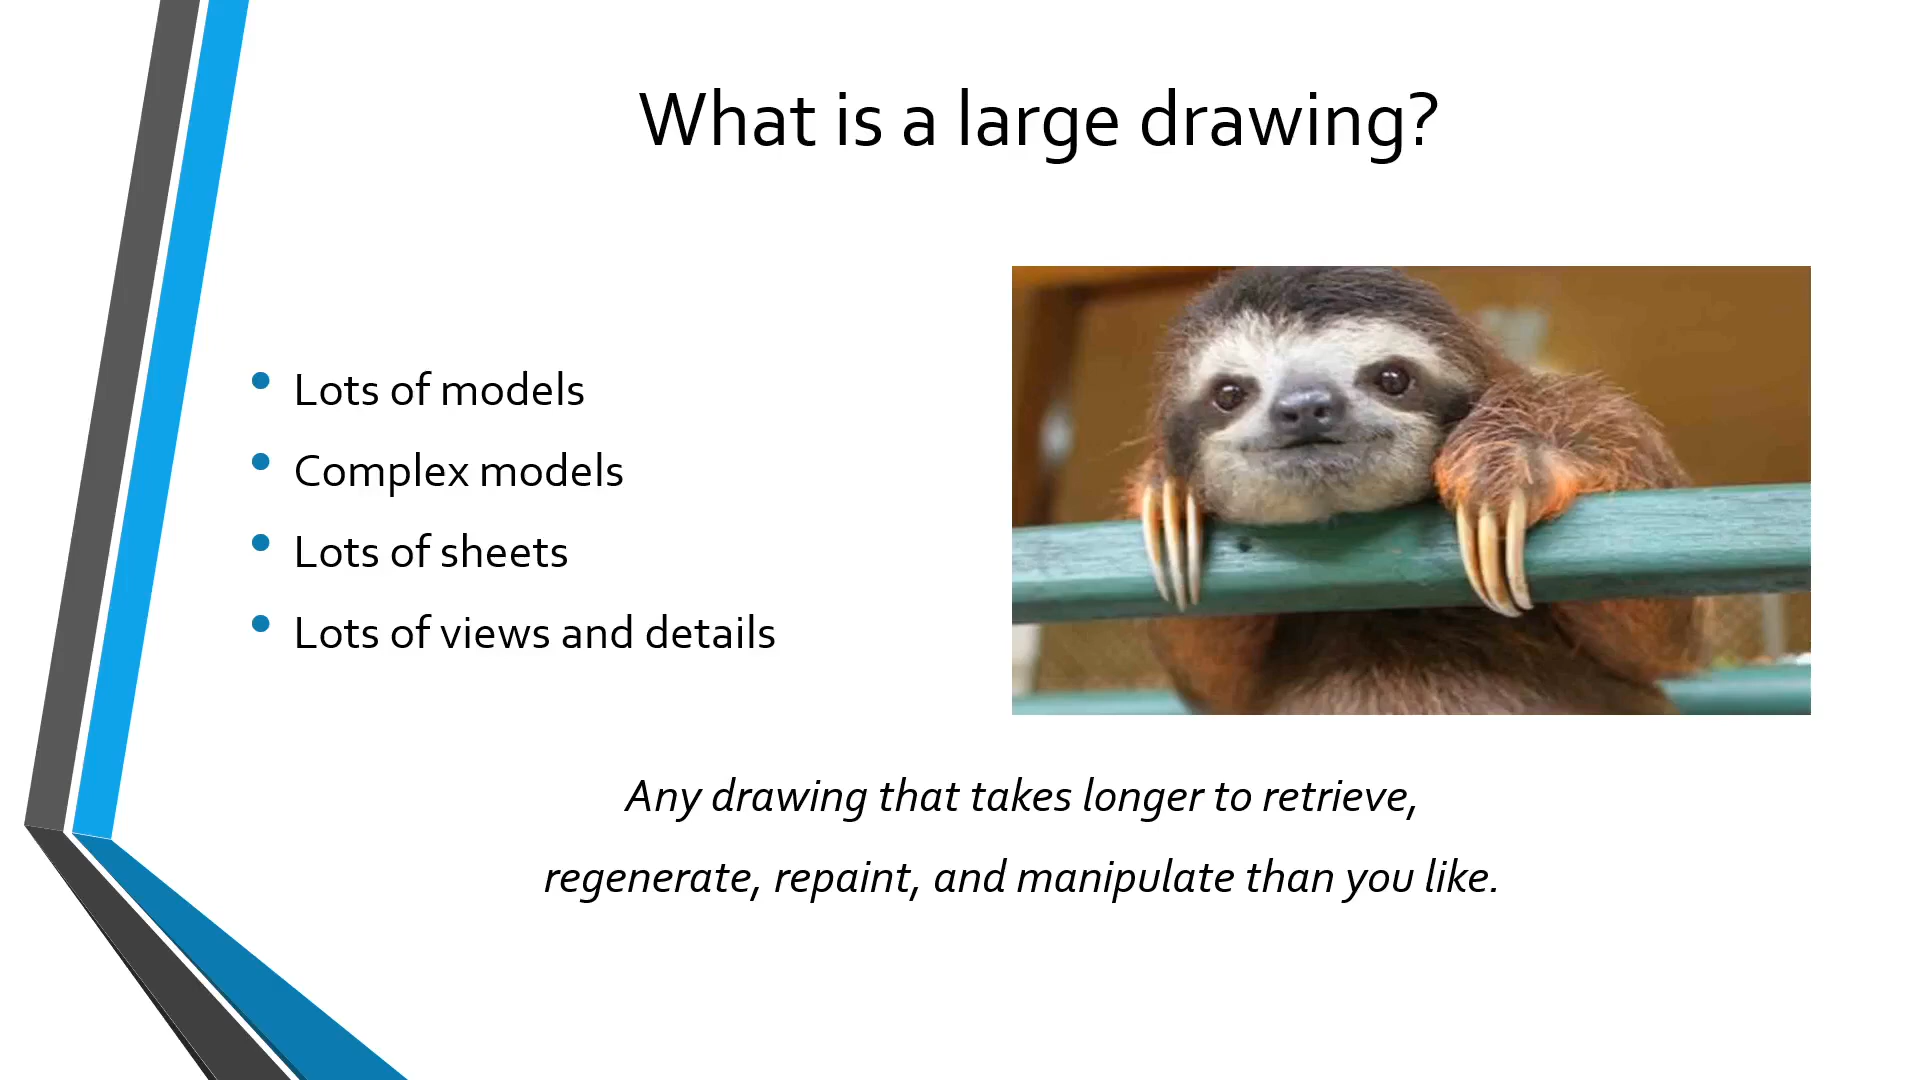 What is a large drawing?
Lots of models
Complex models
Lots of sheets
Lots of views and details
Any drawing that takes longer to retrieve,
regenerate, repaint, and manipulate than you like.